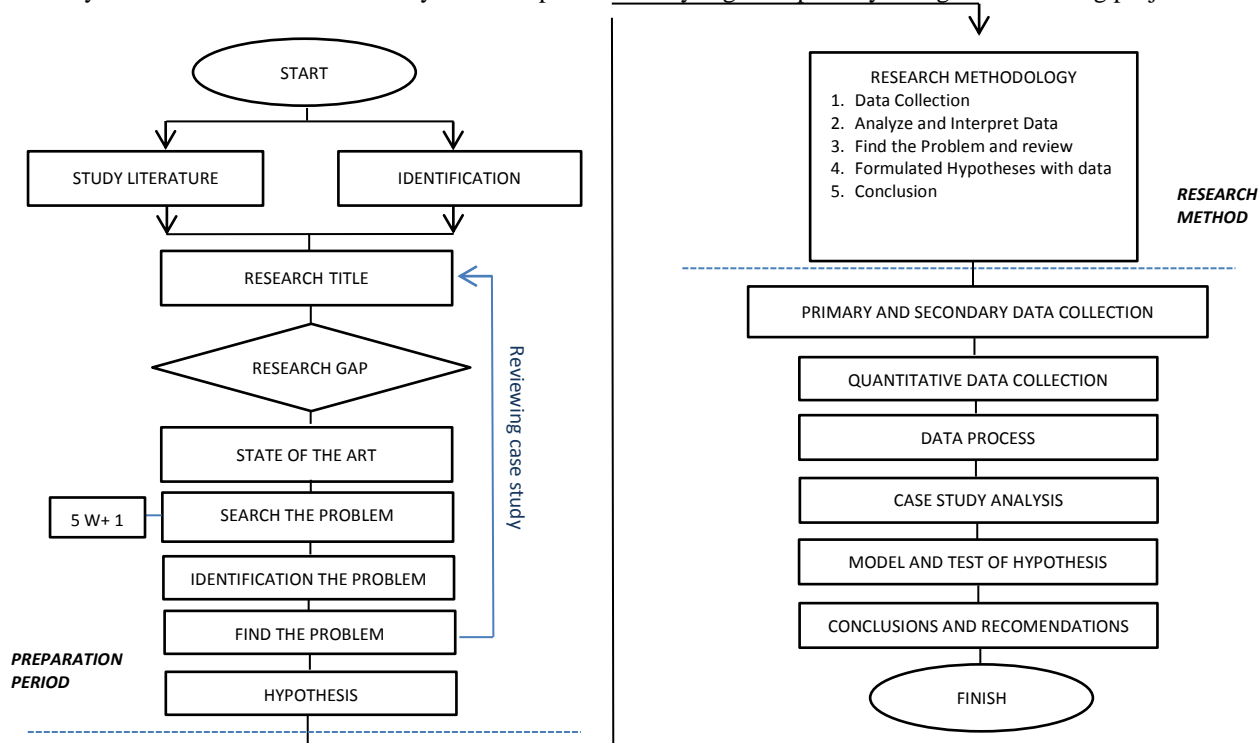 START
STUDY LITERATURE
IDENTIFICATION
RESEARCH TITLE
RESEARCH GAP
STATE OF THE ART
5 W+ 1
SEARCH THE PROBLEM
IDENTIFICATION THE PROBLEM
FIND THE PROBLEM
HYPOTHESIS
Reviewing case study
PREPARATION
PERIOD
RESEARCH METHODOLOGY
1. Data Collection
2. Analyze and Interpret Data
3. Find the Problem and review
4. Formulated Hypotheses with data
5. Conclusion
RESEARCH
METHOD
PRIMARY AND SECONDARY DATA COLLECTION
QUANTITATIVE DATA COLLECTION
DATA PROCESS
CASE STUDY ANALYSIS
MODEL AND TEST OF HYPOTHESIS
CONCLUSIONS AND RECOMENDATIONS
FINISH